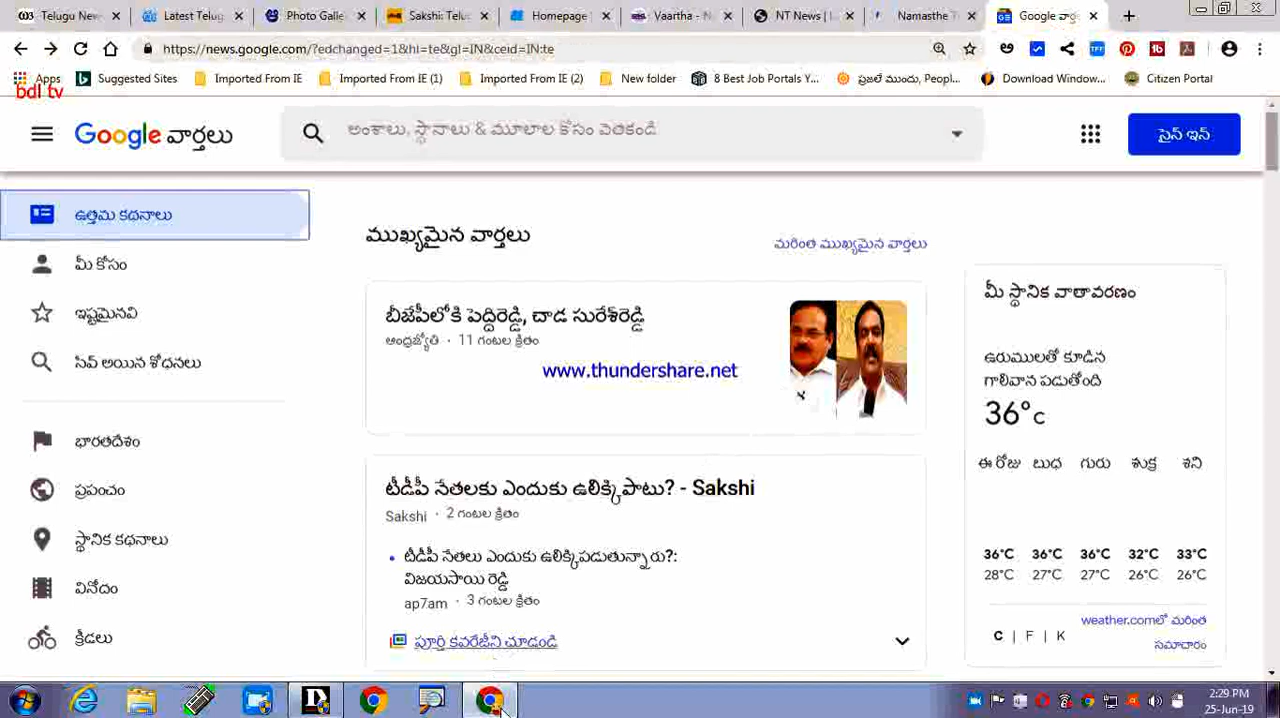 Telugu New
Latest Telug
Photo Galle
Sakshi: Telu
Homepage
Vaartha - N
NT News
Namasthe T
Google వార్త
https://news.google.com/?edchanged=1&hl=te&gl=IN&ceid=IN:te
Apps
Suggested Sites
Imported From IE
Imported From IE (1)
Imported From IE (2)
New folder
8 Best Job Portals Y...
ప్రజలే ముందు, Peopl...
Download Window...
Citizen Portal
bdl tv
Google వార్తలు
అంశాలు, స్థానాలు & మూలాల కోసం వెతకండి
సైన్ ఇన్
ఉత్తమ కథనాలు
మీ కోసం
ఇష్టమైనవి
సేవ్ అయిన శోధనలు
భారతదేశం
ప్రపంచం
స్థానిక కథనాలు
వినోదం
క్రీడలు
ముఖ్యమైన వార్తలు
మరింత ముఖ్యమైన వార్తలు
బీజేపీలోకి పెద్దిరెడ్డి, చాడ సురేశ్‌రెడ్డి
ఆంధ్రజ్యోతి · 11 గంటల క్రితం
www.thundershare.net
టీడీపీ నేతలకు ఎందుకు ఉలిక్కిపాటు? - Sakshi
Sakshi · 2 గంటల క్రితం
టీడీపీ నేతలు ఎందుకు ఉలిక్కిపడుతున్నారు?:
విజయసాయి రెడ్డి
ap7am · 3 గంటల క్రితం
పూర్తి కవరేజీని చూడండి
మీ స్థానిక వాతావరణం
ఉరుములతో కూడిన
గాలివాన పడుతోంది
36°C
ఈ రోజు బుధ గురు శుక్ర శని
36°C 36°C 36°C 32°C 33°C
28°C 27°C 27°C 26°C 26°C
C | F | K
weather.comలో మరింత
సమాచారం
2:29 PM
25-Jun-19